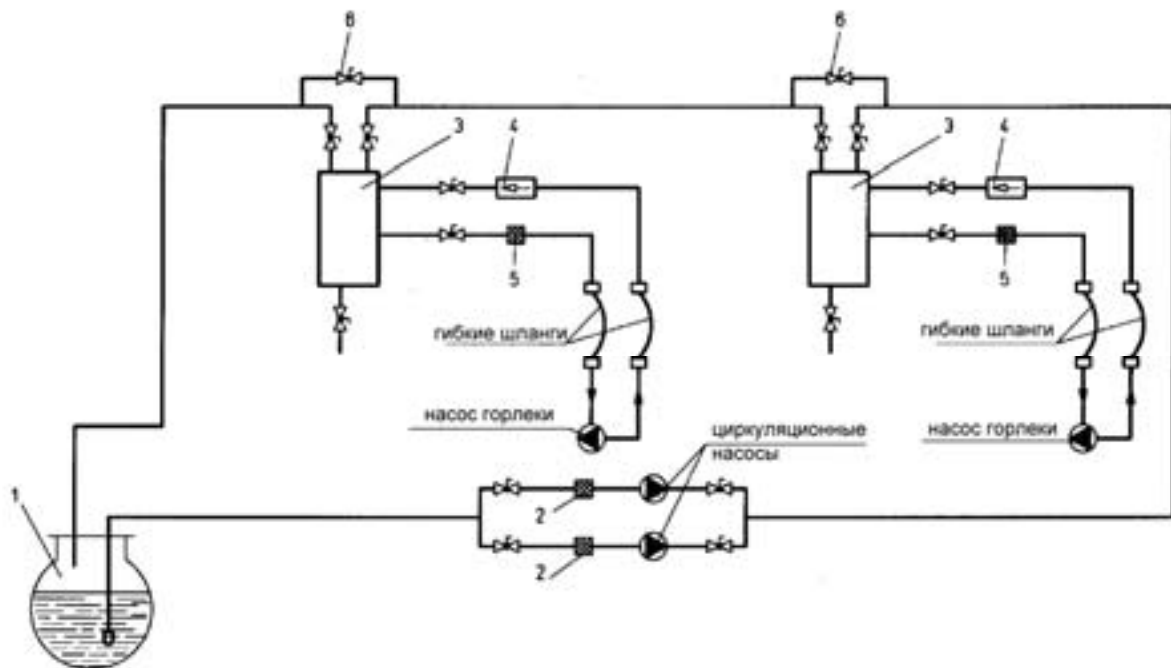 6
6
3
4
3
4
5
5
гибкие шланги
гибкие шланги
насос горлеки
циркуляционные
насосы
насос горлеки
1
2
2